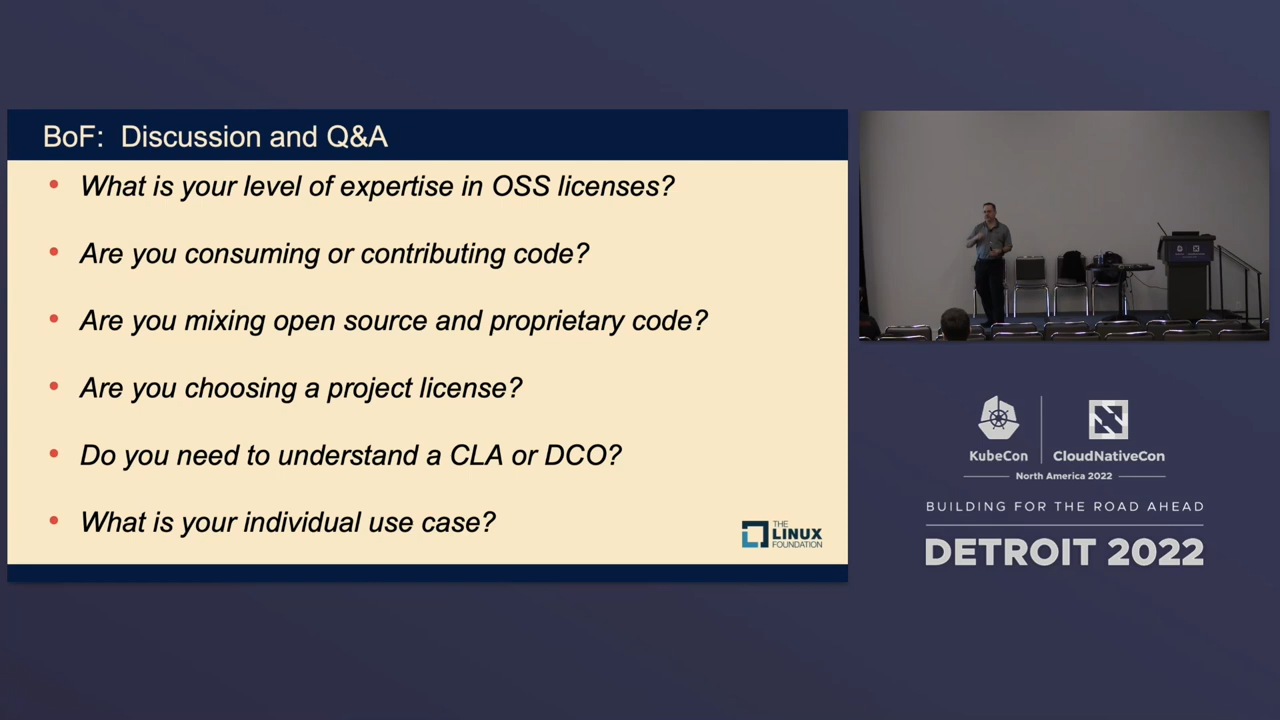 BoF: Discussion and Q&A
• What is your level of expertise in OSS licenses?
• Are you consuming or contributing code?
• Are you mixing open source and proprietary code?
• Are you choosing a project license?
• Do you need to understand a CLA or DCO?
• What is your individual use case?
THE
LINUX
FOUNDATION
KubeCon
CloudNativeCon
North America 2022
BUILDING FOR THE ROAD AHEAD
DETROIT 2022